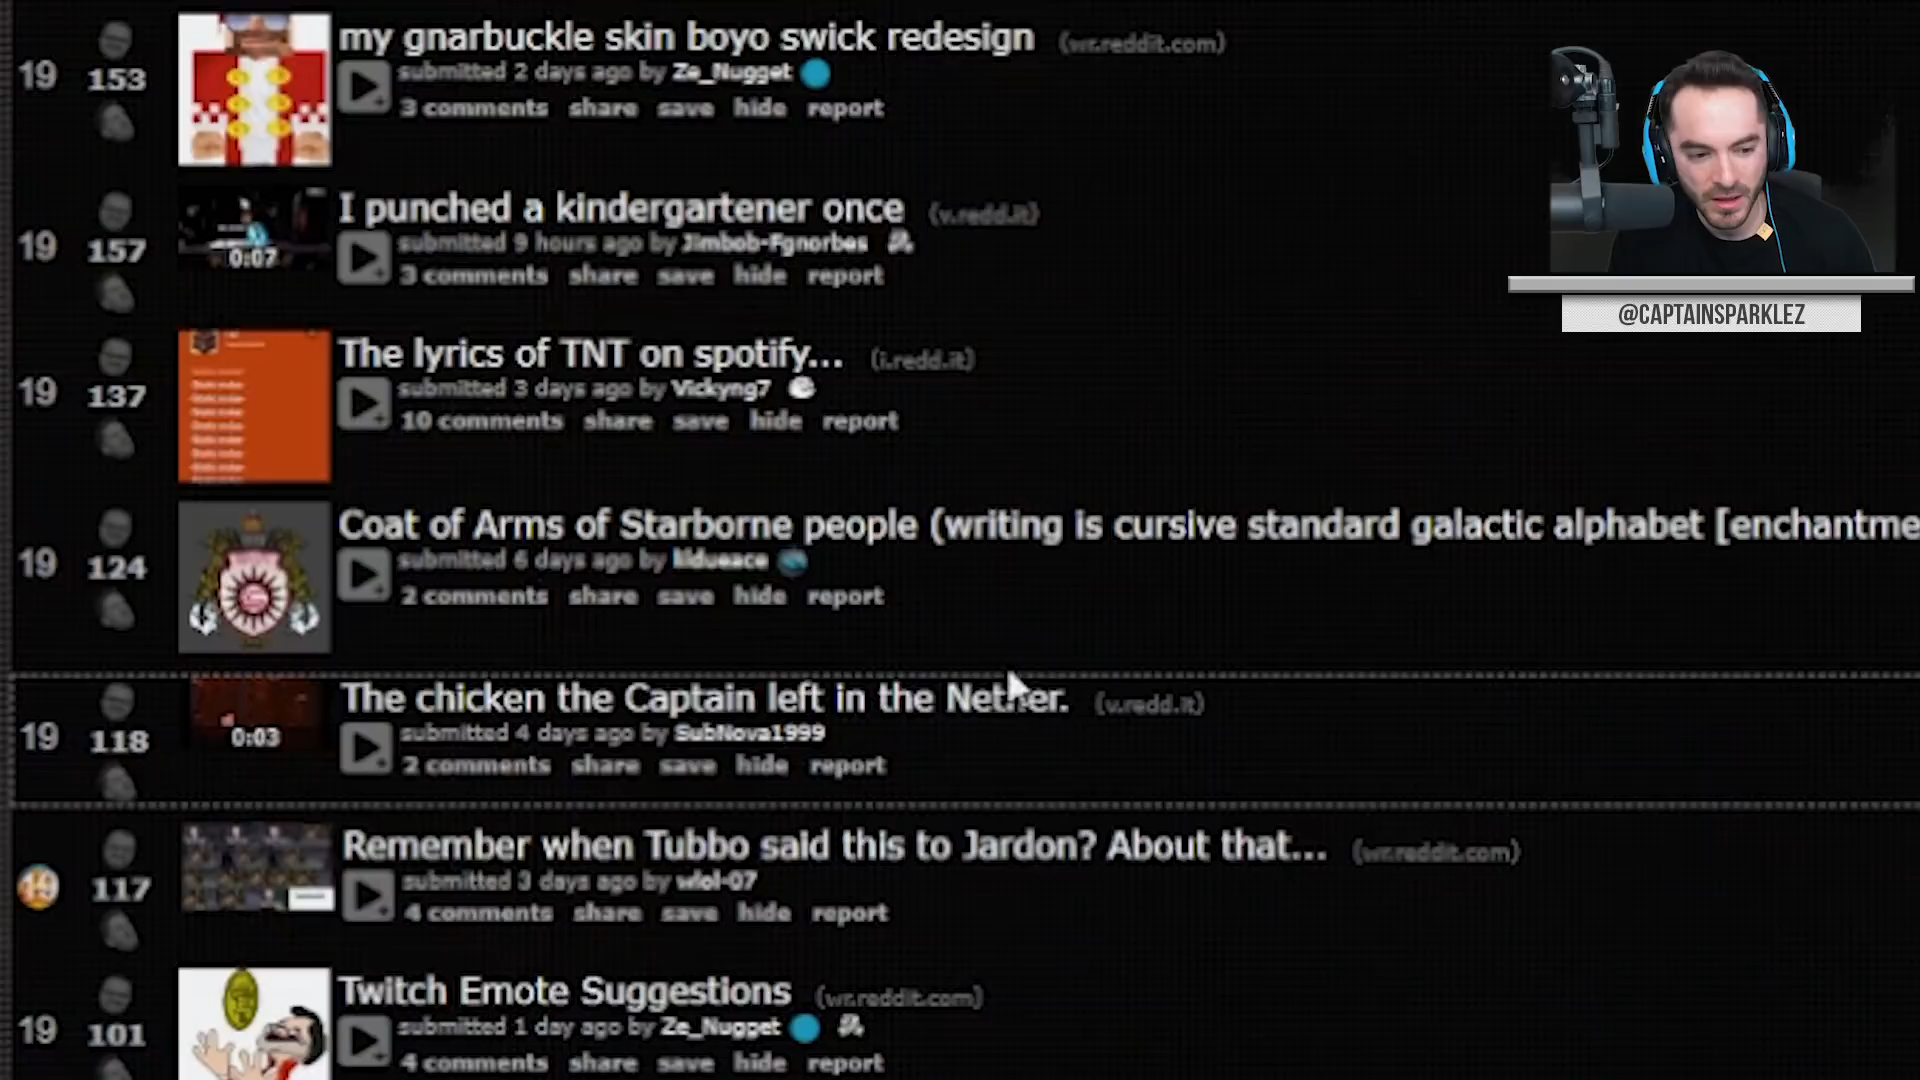 my gnarbuckle skin boyo swick redesign (wr.reddit.com)
19
153
submitted 2 days ago by Ze_Nugget
3 comments share save hide report
I punched a kindergartener once (v.redd.it)
19
157
0:07
submitted 9 hours ago by Jimbob-Fgnorbes
3 comments share save hide report
@CAPTAINSPARKLEZ
The lyrics of TNT on spotify... (i.redd.it)
19
137
submitted 3 days ago by Vickyng7
10 comments share save hide report
Coat of Arms of Starborne people (writing is cursive standard galactic alphabet [enchantme
19
124
submitted 6 days ago by
2 comments share save hide report
The chicken the Captain left in the Nether. (v.redd.it)
19
118
0:03
submitted 4 days ago by SubNova1999
2 comments share save hide report
Remember when Tubbo said this to Jardon? About that... (wr.reddit.com)
19
117
submitted 3 days ago by wlol-07
4 comments share save hide report
Twitch Emote Suggestions (wr.reddit.com)
19
101
submitted 1 day ago by Ze_Nugget
4 comments share save hide report